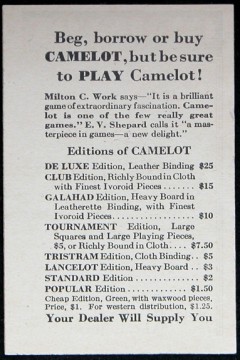 Beg, borrow or buy
CAMELOT, but be sure
to PLAY Camelot!
Milton C. Work says—"It is a brilliant
game of extraordinary fascination. Came-
lot is one of the few really great
games." E. V. Shepard calls it "a mas-
terpiece in games—a new delight."
Editions of CAMELOT
DE LUXE Edition, Leather Binding $25
CLUB Edition, Richly Bound in Cloth
with Finest Ivoroid Pieces....... $15
GALAHAD Edition, Heavy Board in
Leatherette Binding, with Finest
Ivoroid Pieces.................. $10
TOURNAMENT Edition, Large
Squares and Large Playing Pieces,
$5, or Richly Bound in Cloth.... $7.50
TRISTRAM Edition, Cloth Binding.. $5
LANCELOT Edition, Heavy Board.. $3
STANDARD Edition............... $2
POPULAR Edition................ $1.50
Cheap Edition, Green, with waxwood pieces,
Price, $1. For western distribution, $1.25.
Your Dealer Will Supply You